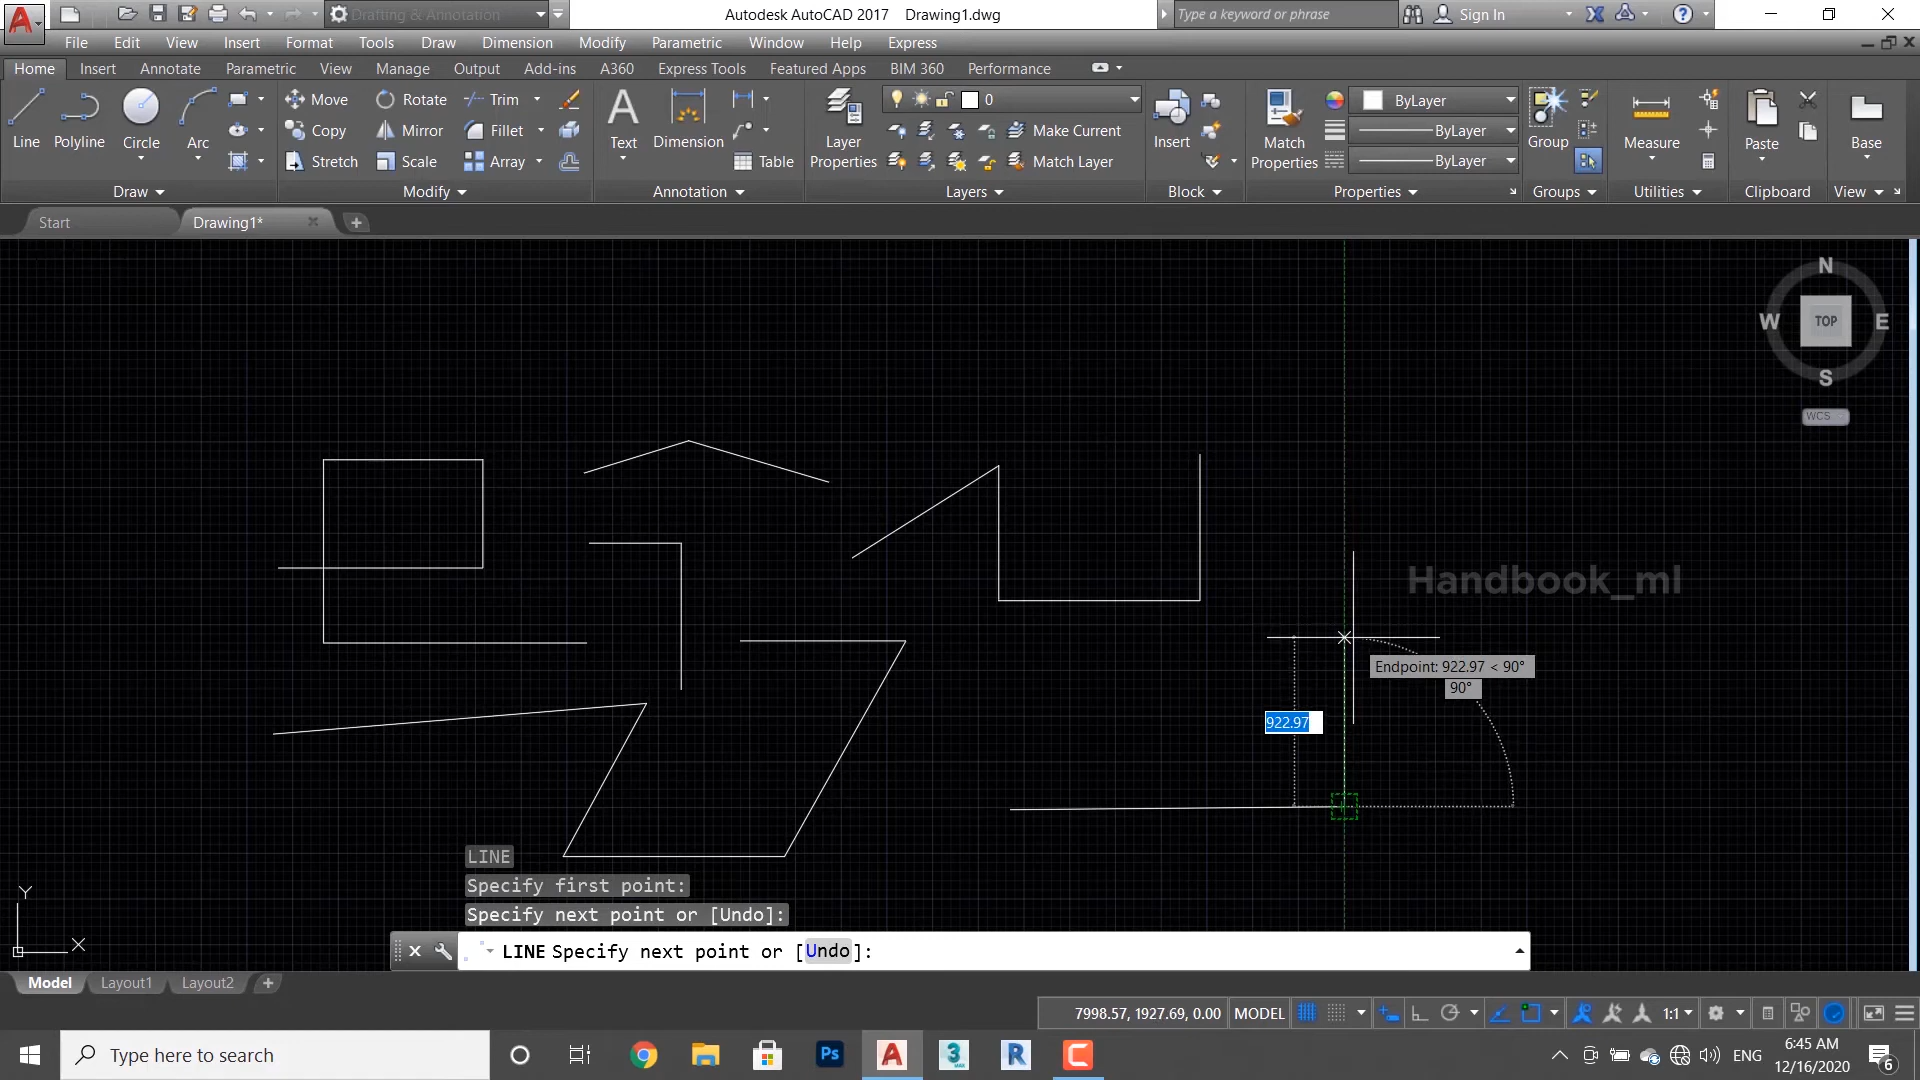 Drafting & Annotation
Autodesk AutoCAD 2017 Drawing1.dwg
Type a keyword or phrase
Sign In
File Edit View Insert Format Tools Draw Dimension Modify Parametric Window Help Express
Home Insert Annotate Parametric View Manage Output Add-ins A360 Express Tools Featured Apps BIM 360 Performance
Line Polyline Circle Arc
Move Rotate Trim
Copy Mirror Fillet
Stretch Scale Array
Text Dimension Table
Layer Properties
0
Make Current
Match Layer
Insert
Match Properties
ByLayer
ByLayer
ByLayer
Group
Measure
Paste
Base
Draw Modify Annotation Layers Block Properties Groups Utilities Clipboard View
Start Drawing1*
N
W TOP E
S
WCS
Handbook_ml
Endpoint: 922.97 < 90°
90°
922.97
LINE
Specify first point:
Specify next point or [Undo]:
Y
X
LINE Specify next point or [Undo]:
Model Layout1 Layout2
7998.57, 1927.69, 0.00 MODEL 1:1
Type here to search
Ps
A
3
R
C
ENG
6:45 AM
12/16/2020
6